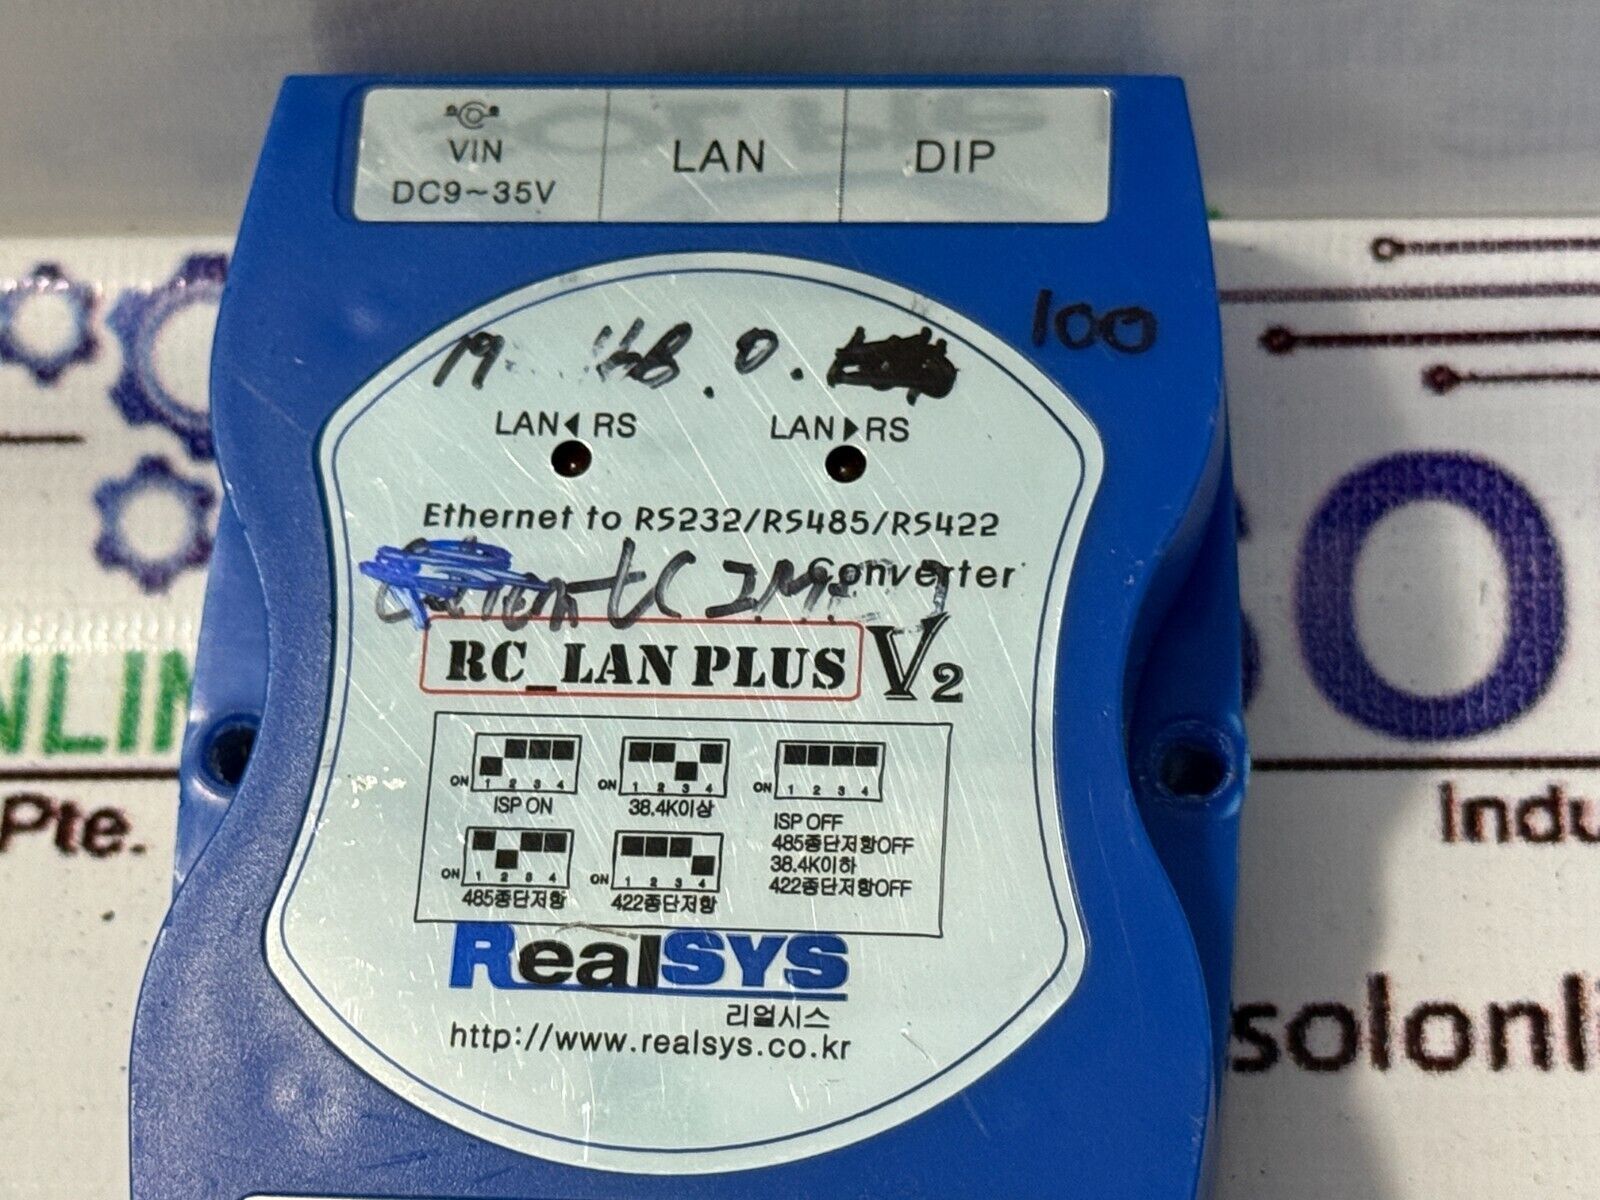 VIN
DC9~35V
LAN
DIP
100
19 168.0.
LAN◀RS
LAN▶RS
Ethernet to RS232/RS485/RS422
Converter
RC_LAN PLUS V2
ON 1 2 3 4
ISP ON
ON 1 2 3 4
38.4K이상
ON 1 2 3 4
ISP OFF
485종단저항OFF
38.4K이하
422종단저항OFF
ON 1 2 3 4
485종단저항
ON 1 2 3 4
422종단저항
RealSYS
리얼시스
http://www.realsys.co.kr
NLIN
Pte.
SO
Indu
solonli